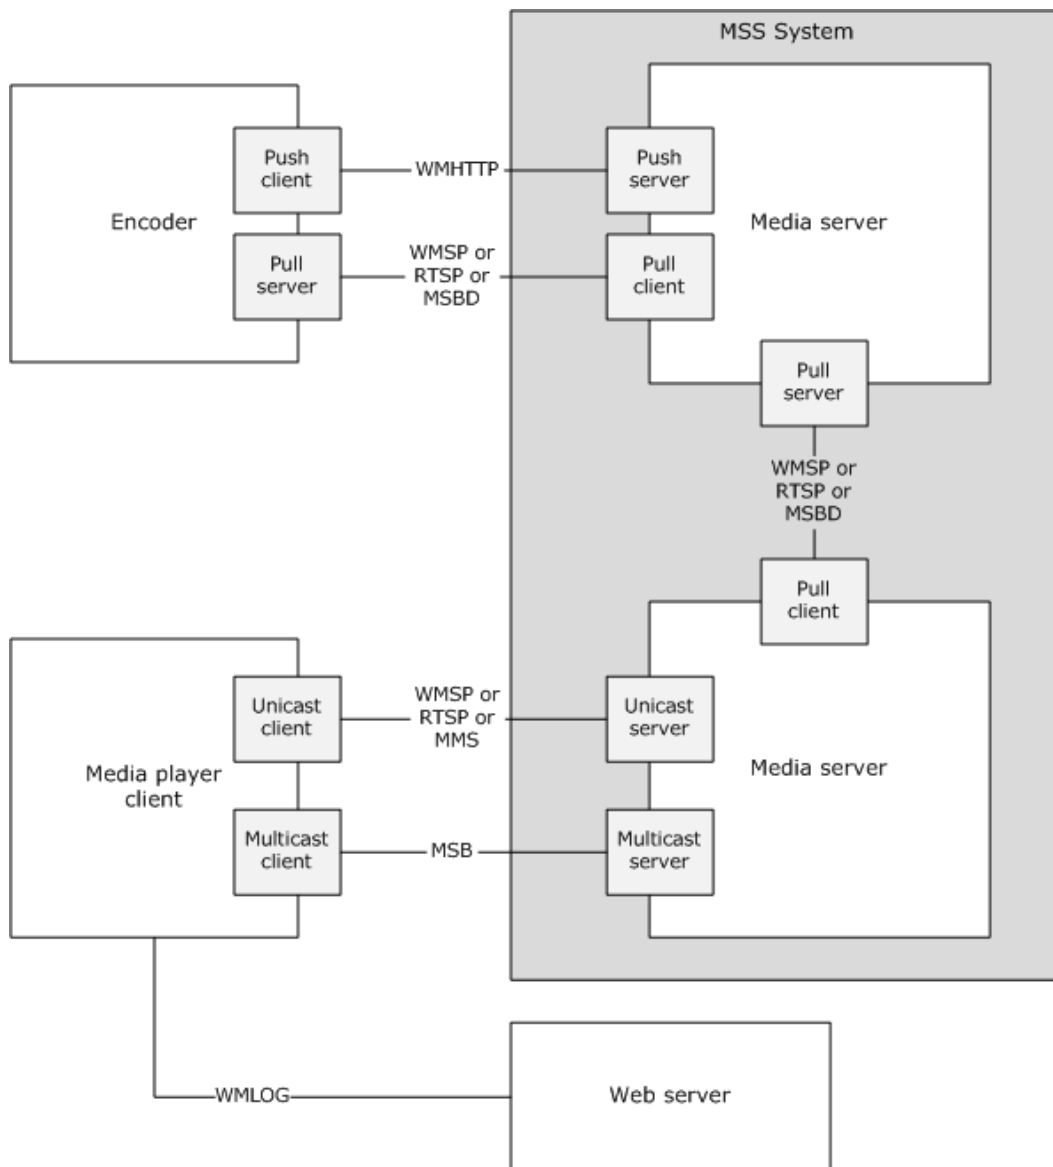 MSS System
Push
client
WMHTTP
Push
server
Encoder
Media server
Pull
server
WMSP or
RTSP or
MSBD
Pull
client
Pull
server
WMSP or
RTSP or
MSBD
Pull
client
Unicast
client
WMSP or
RTSP or
MMS
Unicast
server
Media player
client
Media server
Multicast
client
MSB
Multicast
server
WMLOG
Web server